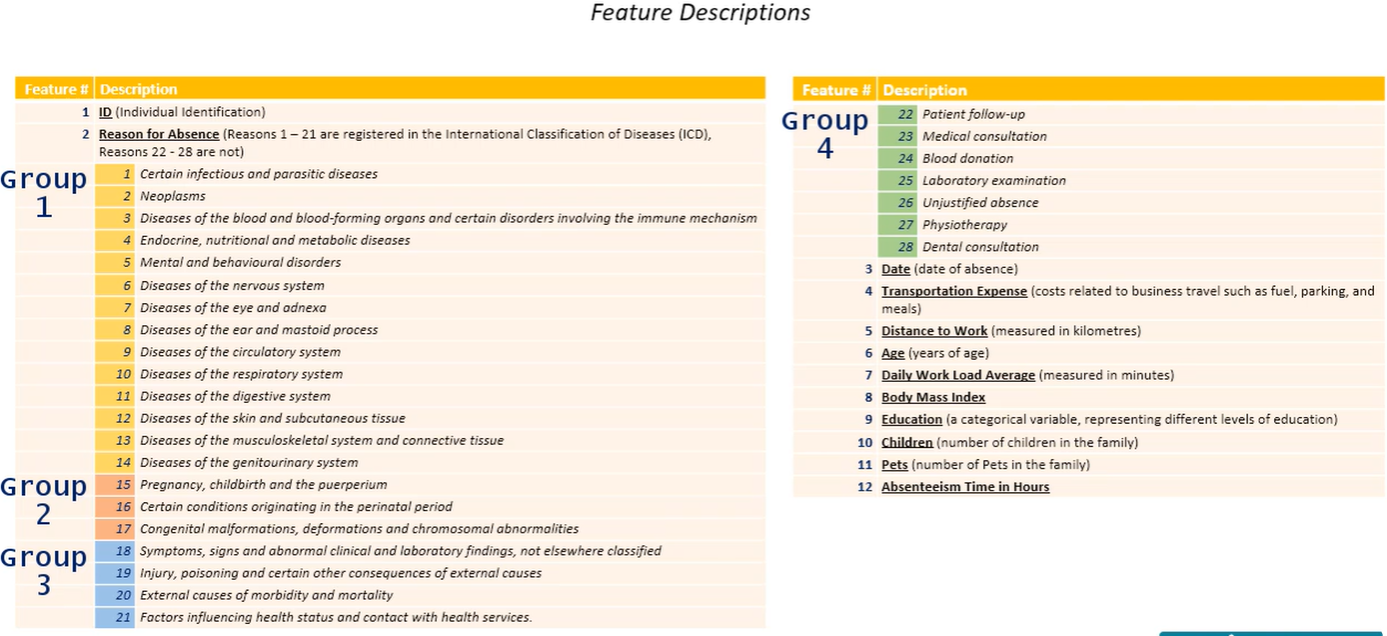 Feature Descriptions
Feature # Description
1 ID (Individual Identification)
2 Reason for Absence (Reasons 1 – 21 are registered in the International Classification of Diseases (ICD),
Reasons 22 - 28 are not)
Group
1
1 Certain infectious and parasitic diseases
2 Neoplasms
3 Diseases of the blood and blood-forming organs and certain disorders involving the immune mechanism
4 Endocrine, nutritional and metabolic diseases
5 Mental and behavioural disorders
6 Diseases of the nervous system
7 Diseases of the eye and adnexa
8 Diseases of the ear and mastoid process
9 Diseases of the circulatory system
10 Diseases of the respiratory system
11 Diseases of the digestive system
12 Diseases of the skin and subcutaneous tissue
13 Diseases of the musculoskeletal system and connective tissue
14 Diseases of the genitourinary system
Group
2
15 Pregnancy, childbirth and the puerperium
16 Certain conditions originating in the perinatal period
17 Congenital malformations, deformations and chromosomal abnormalities
Group
3
18 Symptoms, signs and abnormal clinical and laboratory findings, not elsewhere classified
19 Injury, poisoning and certain other consequences of external causes
20 External causes of morbidity and mortality
21 Factors influencing health status and contact with health services.
Feature # Description
Group
4
22 Patient follow-up
23 Medical consultation
24 Blood donation
25 Laboratory examination
26 Unjustified absence
27 Physiotherapy
28 Dental consultation
3 Date (date of absence)
4 Transportation Expense (costs related to business travel such as fuel, parking, and
meals)
5 Distance to Work (measured in kilometres)
6 Age (years of age)
7 Daily Work Load Average (measured in minutes)
8 Body Mass Index
9 Education (a categorical variable, representing different levels of education)
10 Children (number of children in the family)
11 Pets (number of Pets in the family)
12 Absenteeism Time in Hours